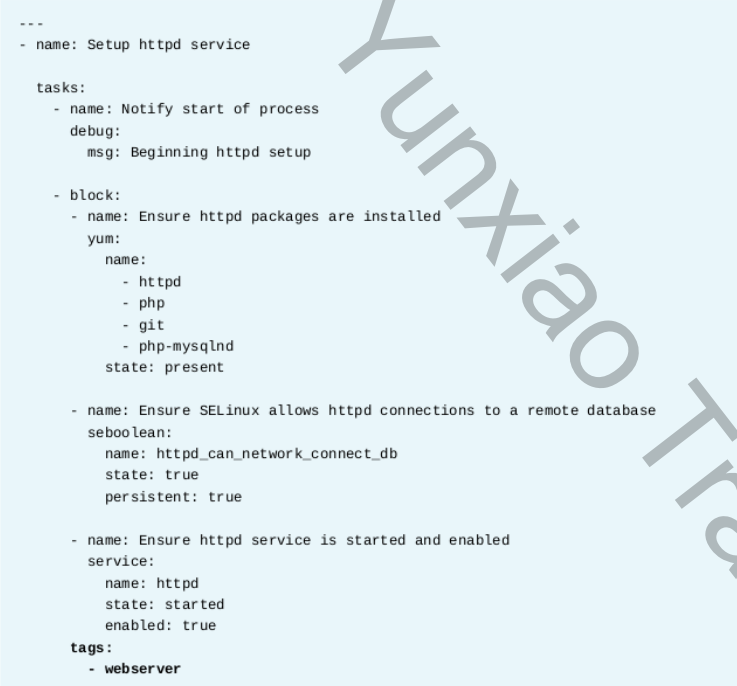 ---
- name: Setup httpd service
  tasks:
    - name: Notify start of process
      debug:
        msg: Beginning httpd setup
    - block:
      - name: Ensure httpd packages are installed
        yum:
          name:
            - httpd
            - php
            - git
            - php-mysqlnd
          state: present
      - name: Ensure SELinux allows httpd connections to a remote database
        seboolean:
          name: httpd_can_network_connect_db
          state: true
          persistent: true
      - name: Ensure httpd service is started and enabled
        service:
          name: httpd
          state: started
          enabled: true
      tags:
        - webserver
Yunxiao